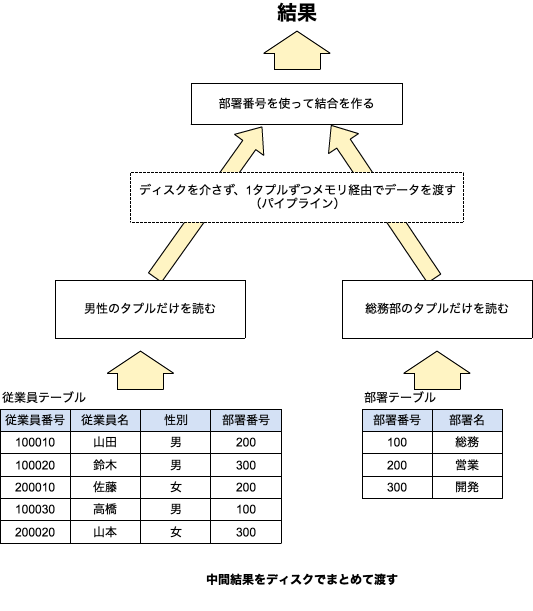 結果
部署番号を使って結合を作る
ディスクを介さず、1タプルずつメモリ経由でデータを渡す
（パイプライン）
男性のタプルだけを読む
総務部のタプルだけを読む
従業員テーブル
従業員番号 従業員名 性別 部署番号
100010 山田 男 200
100020 鈴木 男 300
200010 佐藤 女 200
100030 高橋 男 100
200020 山本 女 300
部署テーブル
部署番号 部署名
100 総務
200 営業
300 開発
中間結果をディスクでまとめて渡す